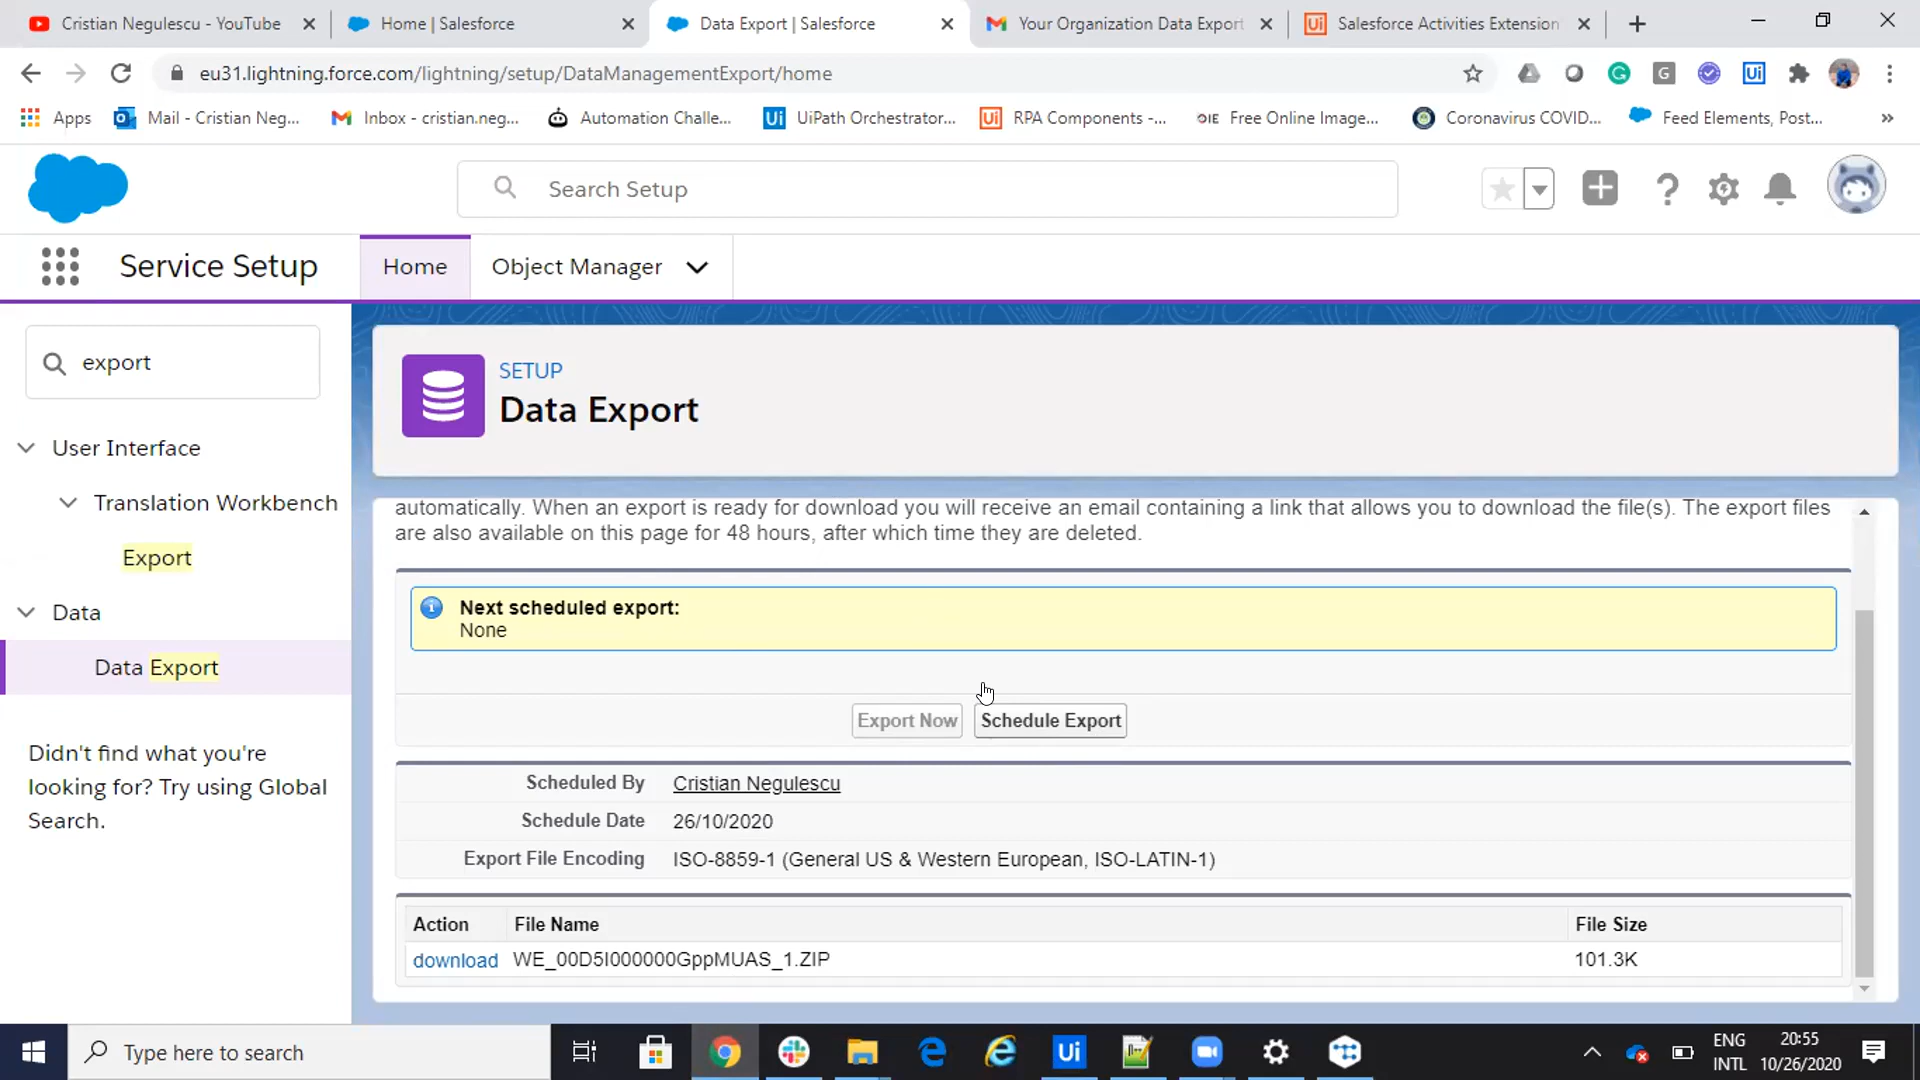 Cristian Negulescu - YouTube
Home | Salesforce
Data Export | Salesforce
Your Organization Data Export
Salesforce Activities Extension
eu31.lightning.force.com/lightning/setup/DataManagementExport/home
Apps
Mail - Cristian Neg...
Inbox - cristian.neg...
Automation Challe...
UiPath Orchestrator...
RPA Components -...
Free Online Image...
Coronavirus COVID...
Feed Elements, Post...
Search Setup
Service Setup
Home
Object Manager
export
User Interface
Translation Workbench
Export
Data
Data Export
Didn't find what you're
looking for? Try using Global
Search.
SETUP
Data Export
automatically. When an export is ready for download you will receive an email containing a link that allows you to download the file(s). The export files
are also available on this page for 48 hours, after which time they are deleted.
Next scheduled export:
None
Export Now
Schedule Export
Scheduled By Cristian Negulescu
Schedule Date 26/10/2020
Export File Encoding ISO-8859-1 (General US & Western European, ISO-LATIN-1)
Action File Name File Size
download WE_00D5I000000GppMUAS_1.ZIP 101.3K
Type here to search
ENG
INTL
20:55
10/26/2020